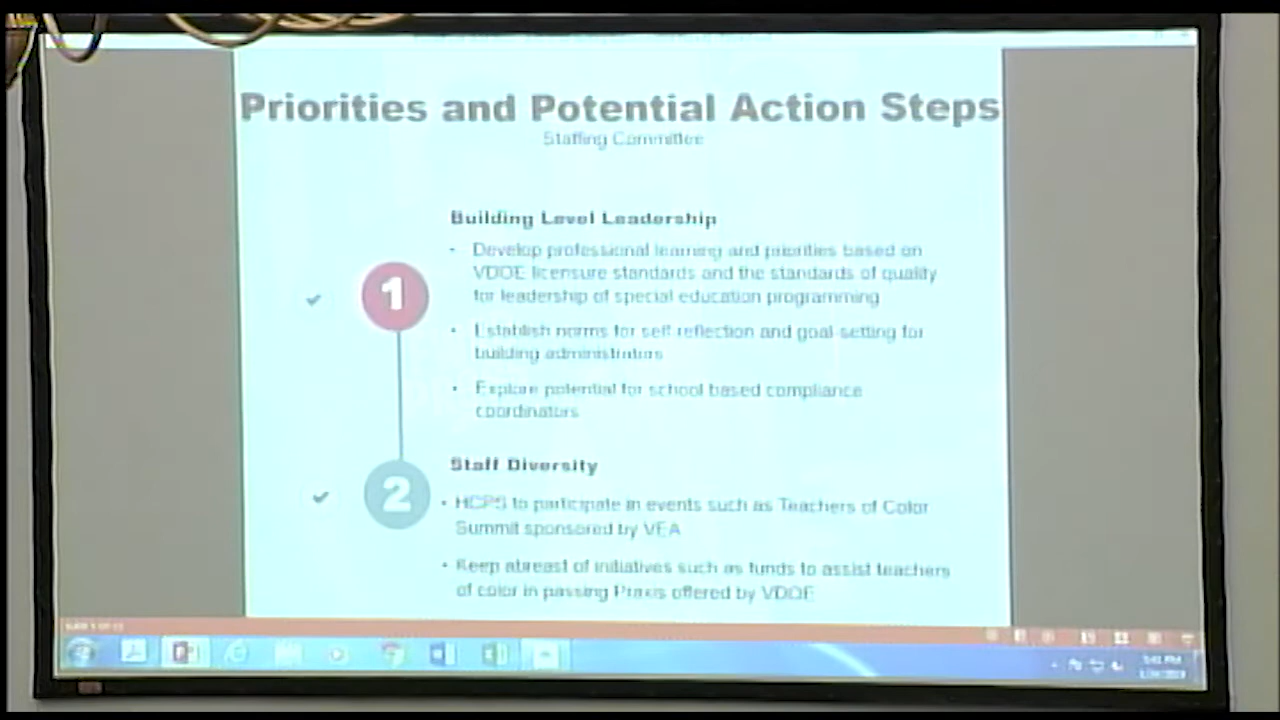 Priorities and Potential Action Steps
Staffing Committee
Building Level Leadership
• Develop professional learning and priorities based on
VDOE licensure standards and the standards of quality
for leadership of special education programming
1
• Establish norms for self reflection and goal setting for
building administrators
• Explore potential for school based compliance
coordinators
Staff Diversity
2
• HCPS to participate in events such as Teachers of Color
Summit sponsored by VEA
• Keep abreast of initiatives such as funds to assist teachers
of color in passing Praxis offered by VDOE